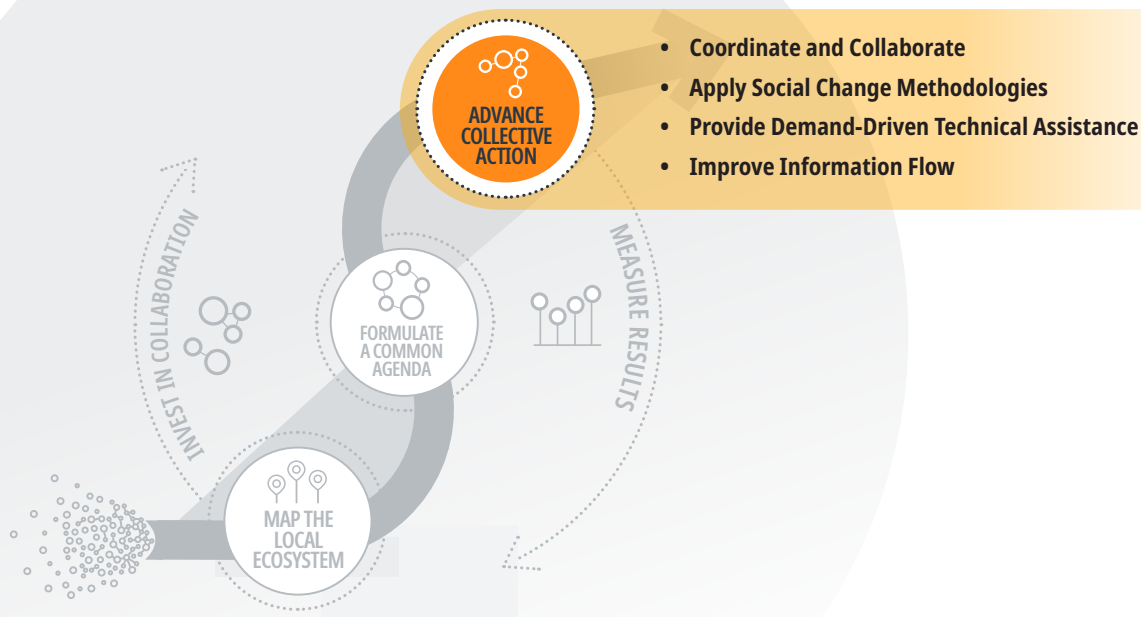 ADVANCE
COLLECTIVE
ACTION
• Coordinate and Collaborate
• Apply Social Change Methodologies
• Provide Demand-Driven Technical Assistance
• Improve Information Flow
INVEST IN COLLABORATION
MEASURE RESULTS
FORMULATE
A COMMON
AGENDA
MAP THE
LOCAL
ECOSYSTEM